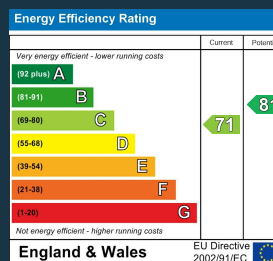 Energy Efficiency Rating
Current
Very energy efficient - lower running costs
(92 plus) A
(81-91) B
81
(69-80) C
71
(55-68) D
(39-54) E
(21-38) F
(1-20) G
Not energy efficient - higher running costs
England & Wales
EU Directive
2002/91/EC